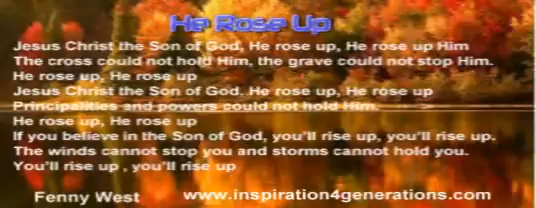 He Rose Up
Jesus Christ the Son of God, He rose up, He rose up Him
The cross could not hold Him, the grave could not stop Him.
He rose up, He rose up
Jesus Christ the Son of God, He rose up, He rose up
Principalities and powers could not hold Him.
He rose up, He rose up
If you believe in the Son of God, you'll rise up, you'll rise up.
The winds cannot stop you and storms cannot hold you.
You'll rise up , you'll rise up
Fenny West www.inspiration4generations.com